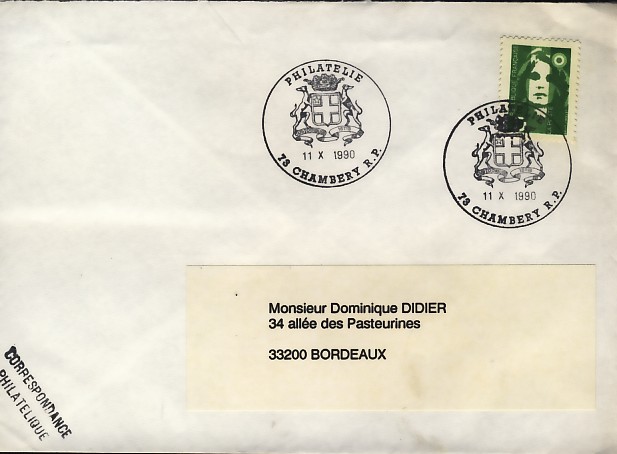 PHILATELIE
11 X 1990
73 CHAMBERY R.P.
PHILA
11 X 1990
73 CHAMBERY R.P.
Monsieur Dominique DIDIER
34 allée des Pasteurines
33200 BORDEAUX
CORRESPONDANCE
PHILATELIQUE